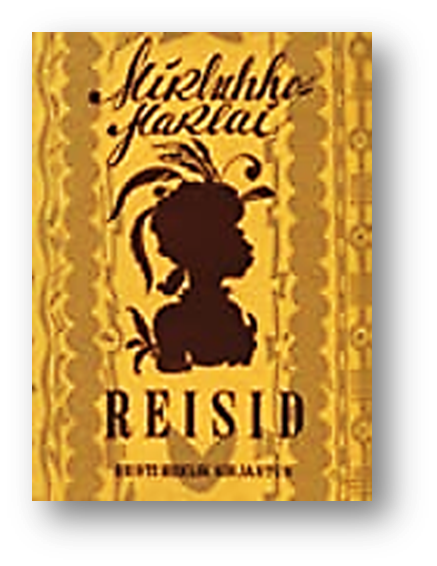 Mikluhho-
Maklai
REISID
EESTI RIIKLIK KIRJASTUS